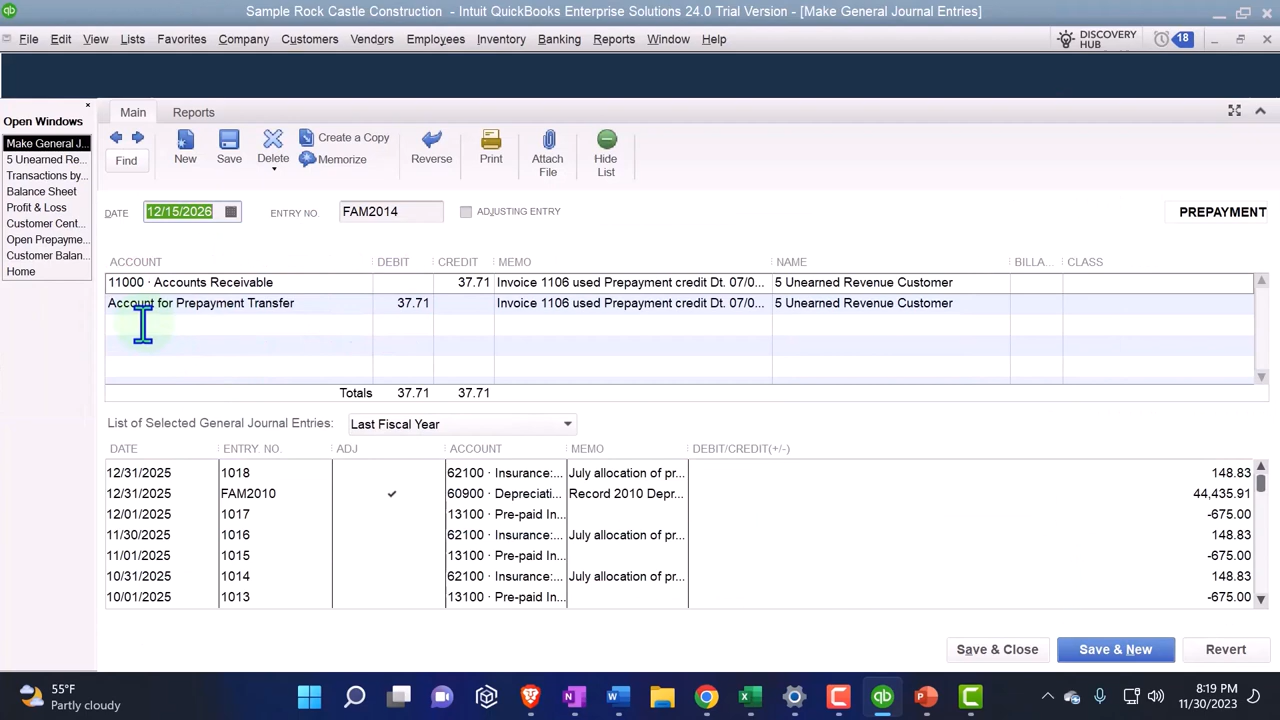 Sample Rock Castle Construction - Intuit QuickBooks Enterprise Solutions 24.0 Trial Version - [Make General Journal Entries]
File Edit View Lists Favorites Company Customers Vendors Employees Inventory Banking Reports Window Help DISCOVERY HUB 18
Main Reports
Open Windows
Make General J...
5 Unearned Re...
Transactions by...
Balance Sheet
Profit & Loss
Customer Cent...
Open Prepayme...
Customer Balan...
Home
Find New Save Delete Create a Copy Memorize Reverse Print Attach File Hide List
DATE 12/15/2026 ENTRY NO. FAM2014 ADJUSTING ENTRY PREPAYMENT
ACCOUNT DEBIT CREDIT MEMO NAME BILLA... CLASS
11000 · Accounts Receivable 37.71 Invoice 1106 used Prepayment credit Dt. 07/0... 5 Unearned Revenue Customer
Account for Prepayment Transfer 37.71 Invoice 1106 used Prepayment credit Dt. 07/0... 5 Unearned Revenue Customer
Totals 37.71 37.71
List of Selected General Journal Entries: Last Fiscal Year
DATE ENTRY. NO. ADJ ACCOUNT MEMO DEBIT/CREDIT(+/-)
12/31/2025 1018 62100 · Insurance:... July allocation of pr... 148.83
12/31/2025 FAM2010 ✓ 60900 · Depreciati... Record 2010 Depr... 44,435.91
12/01/2025 1017 13100 · Pre-paid In... -675.00
11/30/2025 1016 62100 · Insurance:... July allocation of pr... 148.83
11/01/2025 1015 13100 · Pre-paid In... -675.00
10/31/2025 1014 62100 · Insurance:... July allocation of pr... 148.83
10/01/2025 1013 13100 · Pre-paid In... -675.00
Save & Close Save & New Revert
55°F
Partly cloudy
8:19 PM
11/30/2023